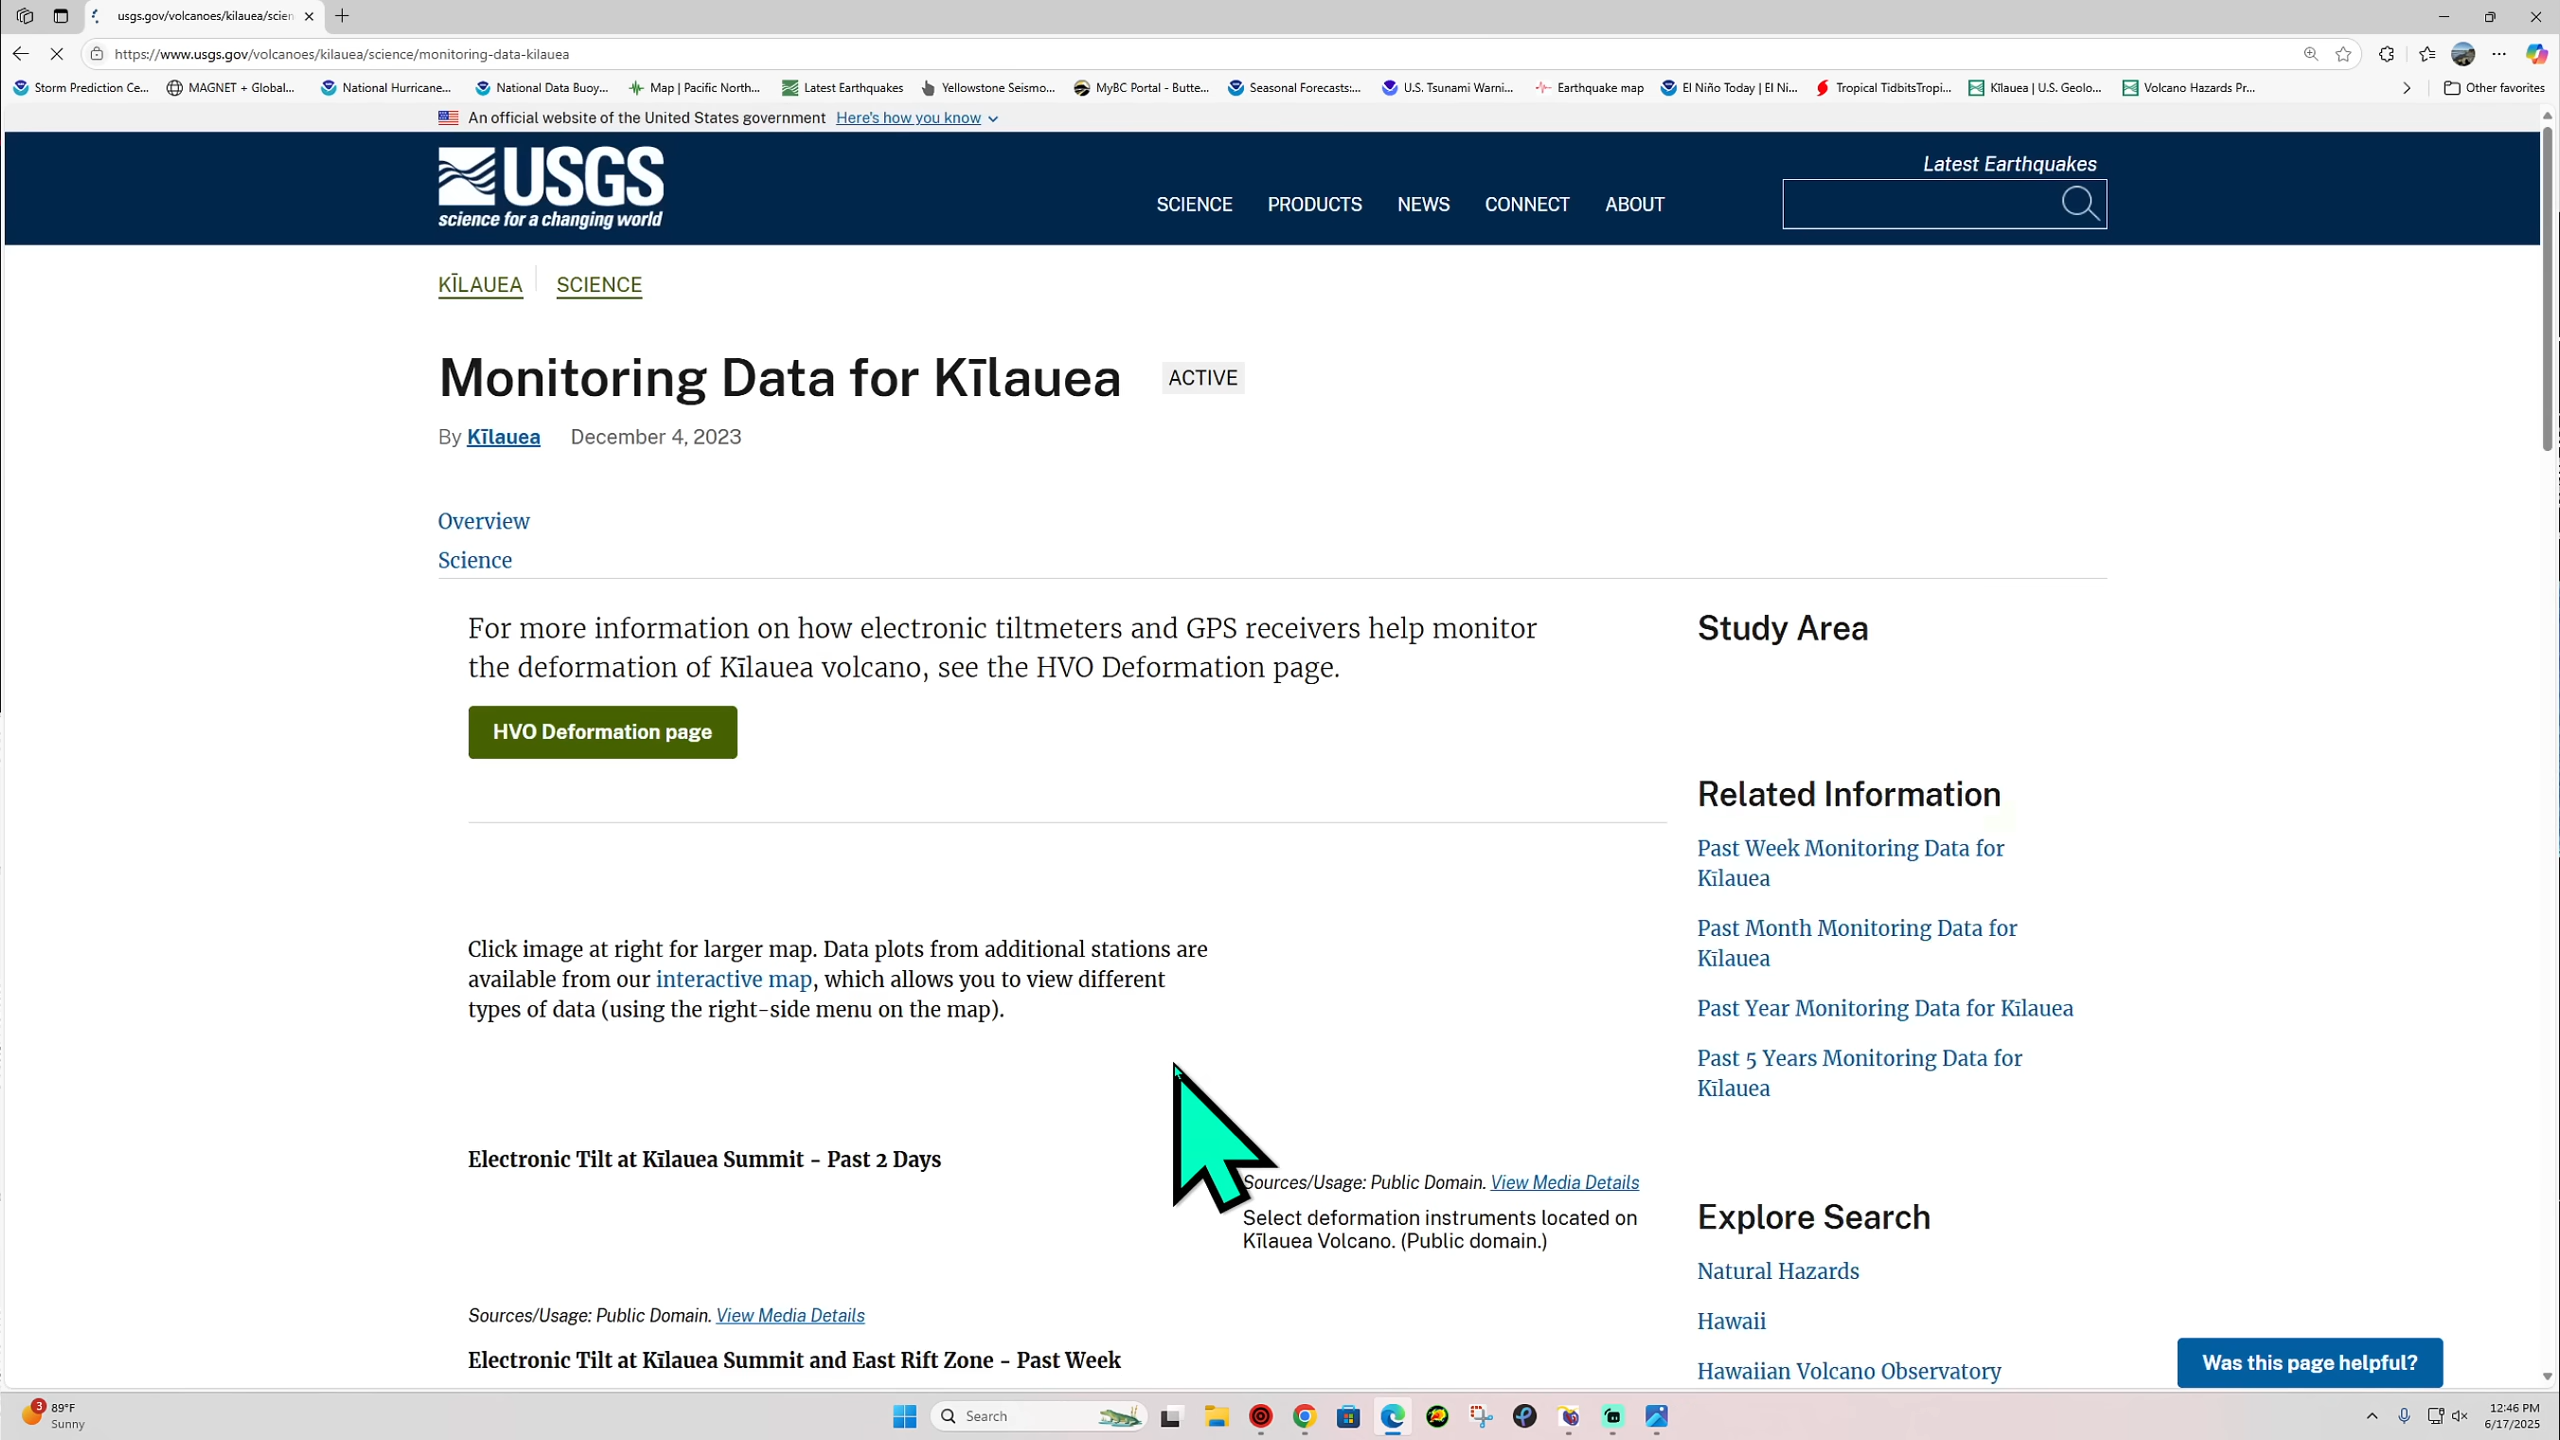 usgs.gov/volcanoes/kilauea/scien
https://www.usgs.gov/volcanoes/kilauea/science/monitoring-data-kilauea
Storm Prediction Ce...
MAGNET + Global...
National Hurricane...
National Data Buoy...
Map | Pacific North...
Latest Earthquakes
Yellowstone Seismo...
MyBC Portal - Butte...
Seasonal Forecasts:...
U.S. Tsunami Warni...
Earthquake map
El Niño Today | El Ni...
Tropical TidbitsTropi...
Kīlauea | U.S. Geolo...
Volcano Hazards Pr...
Other favorites
An official website of the United States government Here's how you know
USGS
science for a changing world
SCIENCE PRODUCTS NEWS CONNECT ABOUT
Latest Earthquakes
KĪLAUEA SCIENCE
Monitoring Data for Kīlauea ACTIVE
By Kīlauea December 4, 2023
Overview
Science
For more information on how electronic tiltmeters and GPS receivers help monitor
the deformation of Kīlauea volcano, see the HVO Deformation page.
HVO Deformation page
Click image at right for larger map. Data plots from additional stations are
available from our interactive map, which allows you to view different
types of data (using the right-side menu on the map).
Electronic Tilt at Kīlauea Summit - Past 2 Days
Sources/Usage: Public Domain. View Media Details
Select deformation instruments located on
Kīlauea Volcano. (Public domain.)
Sources/Usage: Public Domain. View Media Details
Electronic Tilt at Kīlauea Summit and East Rift Zone - Past Week
Study Area
Related Information
Past Week Monitoring Data for
Kīlauea
Past Month Monitoring Data for
Kīlauea
Past Year Monitoring Data for Kīlauea
Past 5 Years Monitoring Data for
Kīlauea
Explore Search
Natural Hazards
Hawaii
Hawaiian Volcano Observatory
Was this page helpful?
3
89°F
Sunny
Search
12:46 PM
6/17/2025